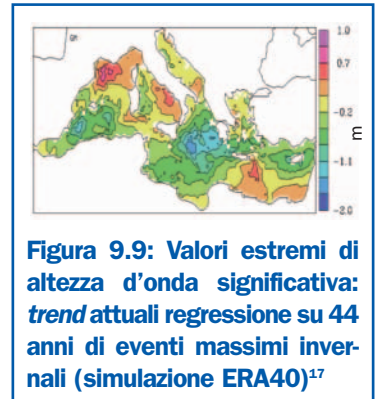 1.0
0.7
-0.2
m
-1.1
-2.0
Figura 9.9: Valori estremi di
altezza d'onda significativa:
trend attuali regressione su 44
anni di eventi massimi inver-
nali (simulazione ERA40)17